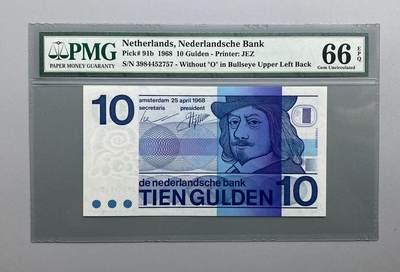 PMG
PAPER MONEY GUARANTY
Netherlands, Nederlandsche Bank
Pick# 91b 1968 10 Gulden - Printer: JEZ
S/N 3984452757 - Without "O" in Bullseye Upper Left Back
66 EPQ
Gem Uncirculated
10
amsterdam 25 april 1968
secretaris president
de nederlandsche bank
TIEN GULDEN
10